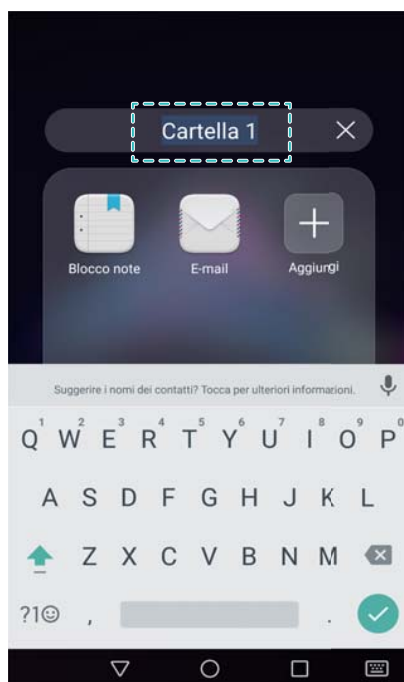 Cartella 1
Blocco note E-mail Aggiungi
Suggerire i nomi dei contatti? Tocca per ulteriori informazioni.
1 2 3 4 5 6 7 8 9 0
Q W E R T Y U I O P
A S D F G H J K L
Z X C V B N M
?1☺ , .